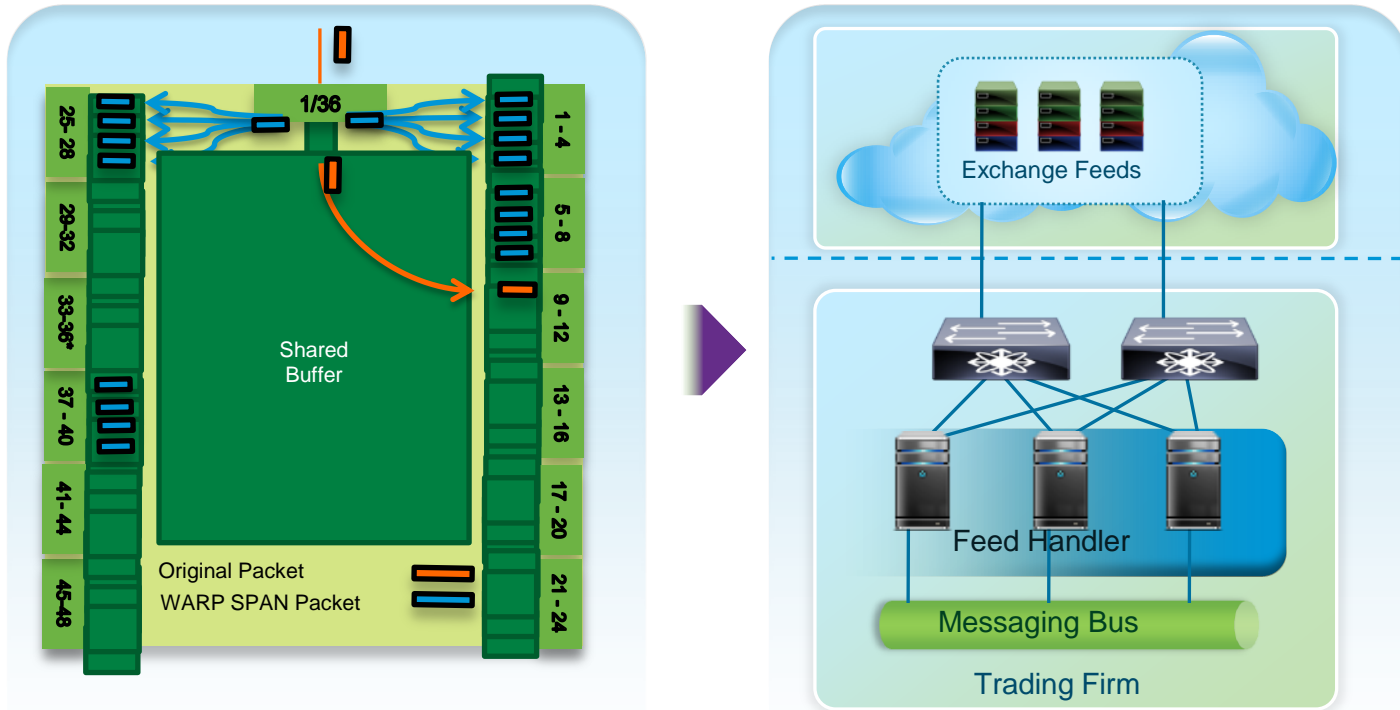 1/36
25- 28
29-32
33-36*
37 - 40
41- 44
45-48
1 - 4
5 - 8
9 - 12
13 - 16
17 - 20
21 - 24
Shared
Buffer
Original Packet
WARP SPAN Packet
Exchange Feeds
Feed Handler
Messaging Bus
Trading Firm